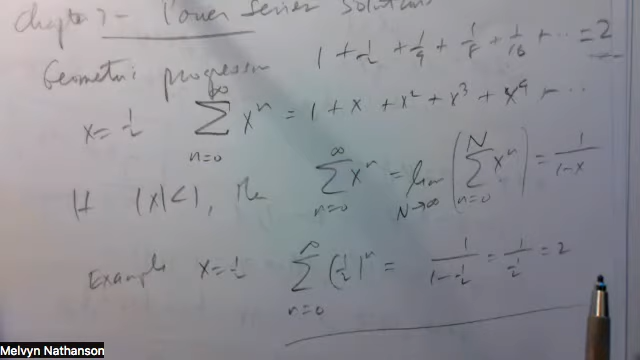 Chapter 7 - Power Series Solutions
1 + 1/2 + 1/4 + 1/8 + 1/16 + ... = 2
Geometric progression
x = 1/2 ∑_{n=0}^{∞} x^n = 1 + x + x^2 + x^3 + x^4 + ...
If |x| < 1, then ∑_{n=0}^{∞} x^n = lim_{N→∞} (∑_{n=0}^{N} x^n) = 1/(1-x)
Example x = 1/2 ∑_{n=0}^{∞} (1/2)^n = 1/(1-1/2) = 1/(1/2) = 2
Melvyn Nathanson